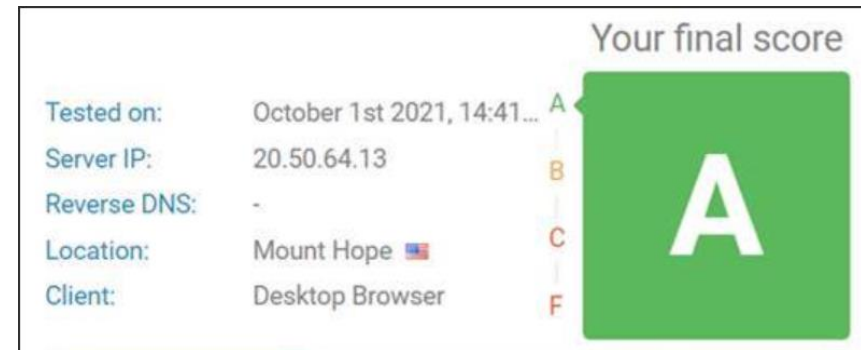 Your final score
Tested on: October 1st 2021, 14:41...
Server IP: 20.50.64.13
Reverse DNS: -
Location: Mount Hope
Client: Desktop Browser
A
B
C
F
A